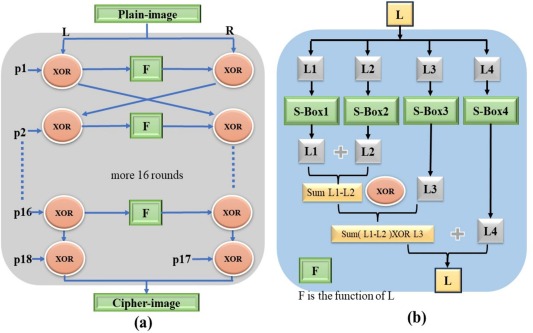 Plain-image
L
R
p1
XOR
F
XOR
p2
XOR
F
XOR
more 16 rounds
p16
XOR
F
XOR
p18
XOR
p17
XOR
Cipher-image
(a)
L
L1
L2
L3
L4
S-Box1
S-Box2
S-Box3
S-Box4
L1
+
L2
Sum L1-L2
XOR
L3
Sum( L1-L2 )XOR L3
+
L4
F
L
F is the function of L
(b)